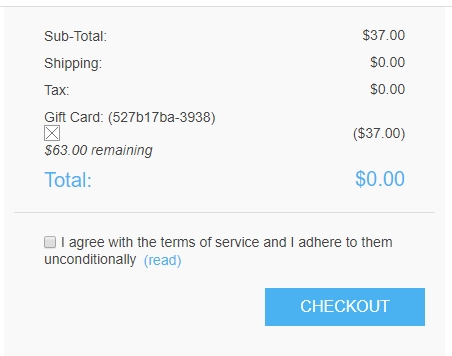 Sub-Total: $37.00
Shipping: $0.00
Tax: $0.00
Gift Card: (527b17ba-3938)
($37.00)
$63.00 remaining
Total: $0.00
I agree with the terms of service and I adhere to them
unconditionally (read)
CHECKOUT